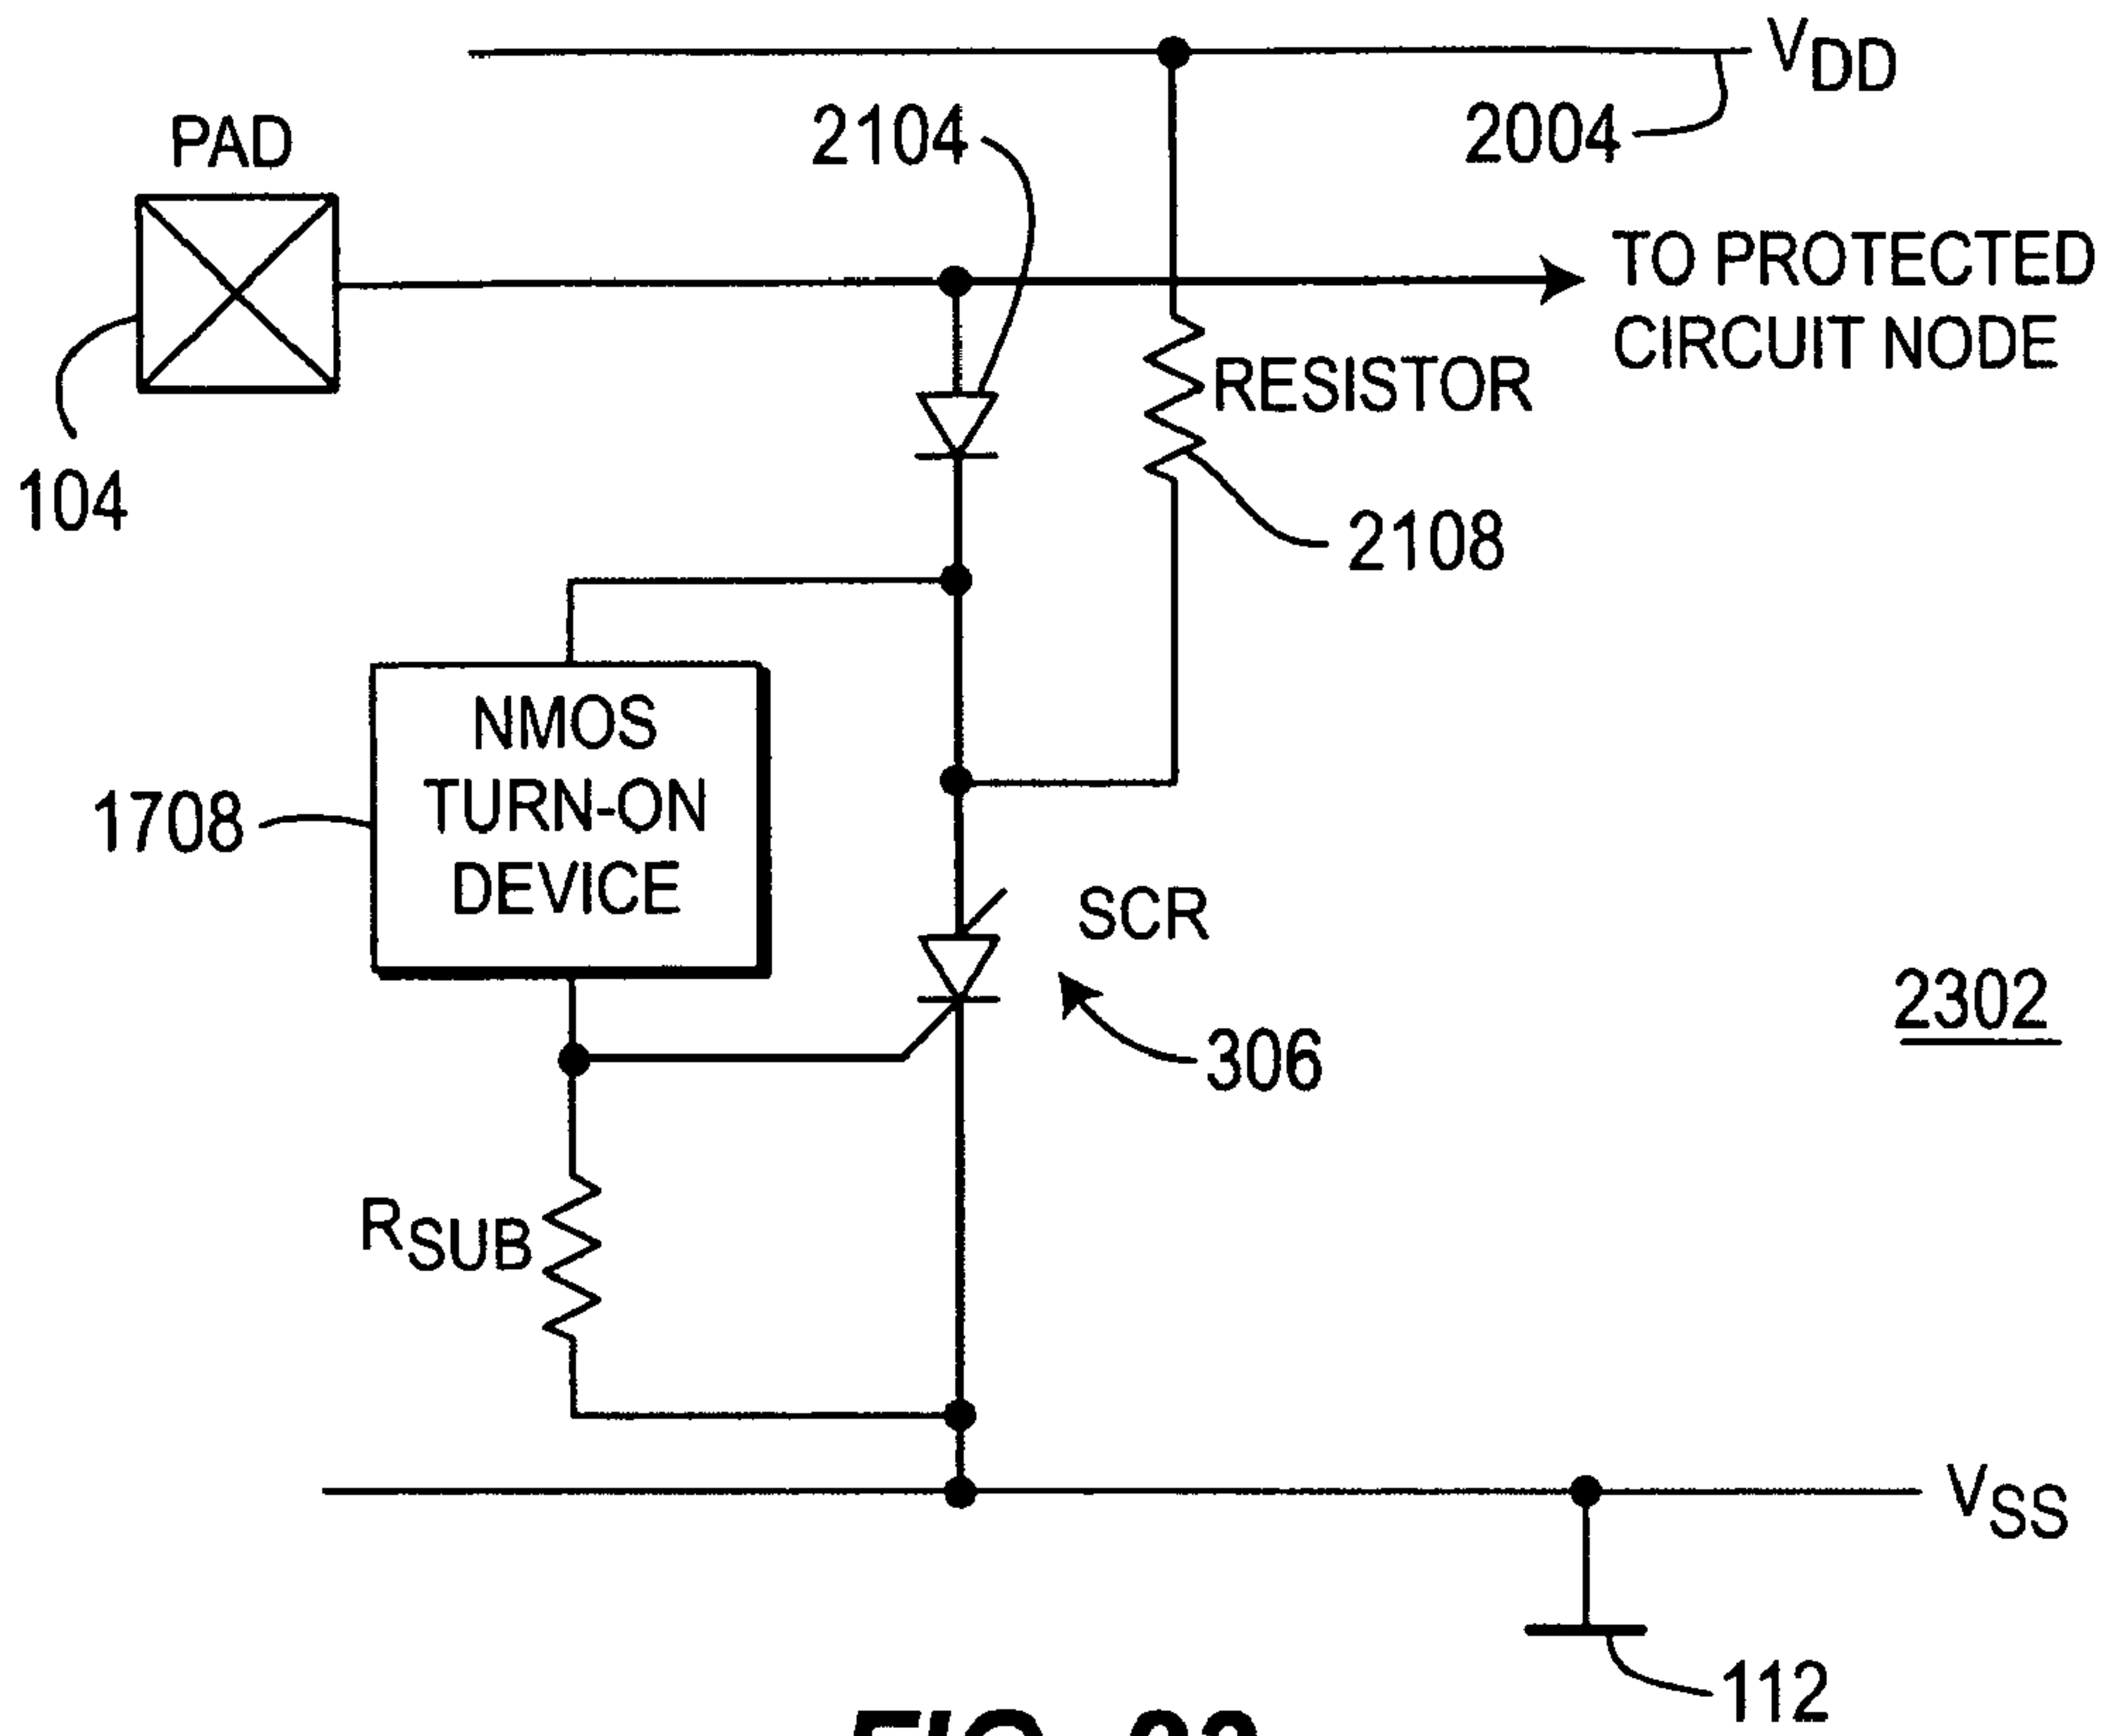 VDD
2004
PAD
2104
TO PROTECTED
CIRCUIT NODE
RESISTOR
104
2108
NMOS
TURN-ON
DEVICE
1708
SCR
2302
306
RSUB
VSS
112